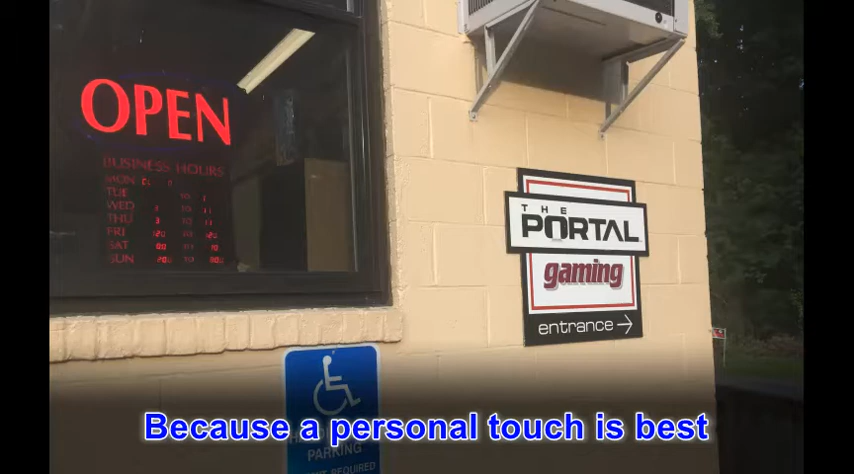 OPEN
BUSINESS HOURS
MON
TUE
WED
THU
FRI
SAT
SUN
THE
PORTAL
gaming
entrance →
PARKING
REQUIRED
Because a personal touch is best